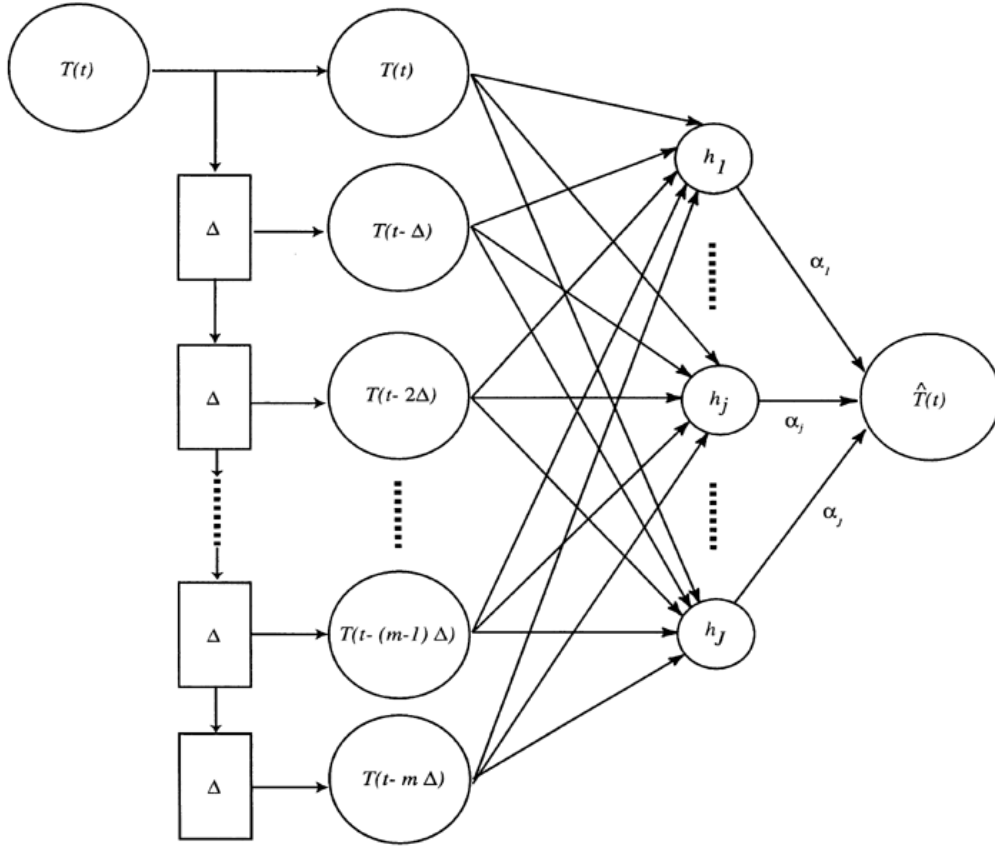 T(t)
T(t)
h1
Δ
T(t- Δ)
α1
Δ
T(t- 2Δ)
hj
αj
T̂(t)
αJ
Δ
T(t- (m-1) Δ)
hJ
Δ
T(t- m Δ)